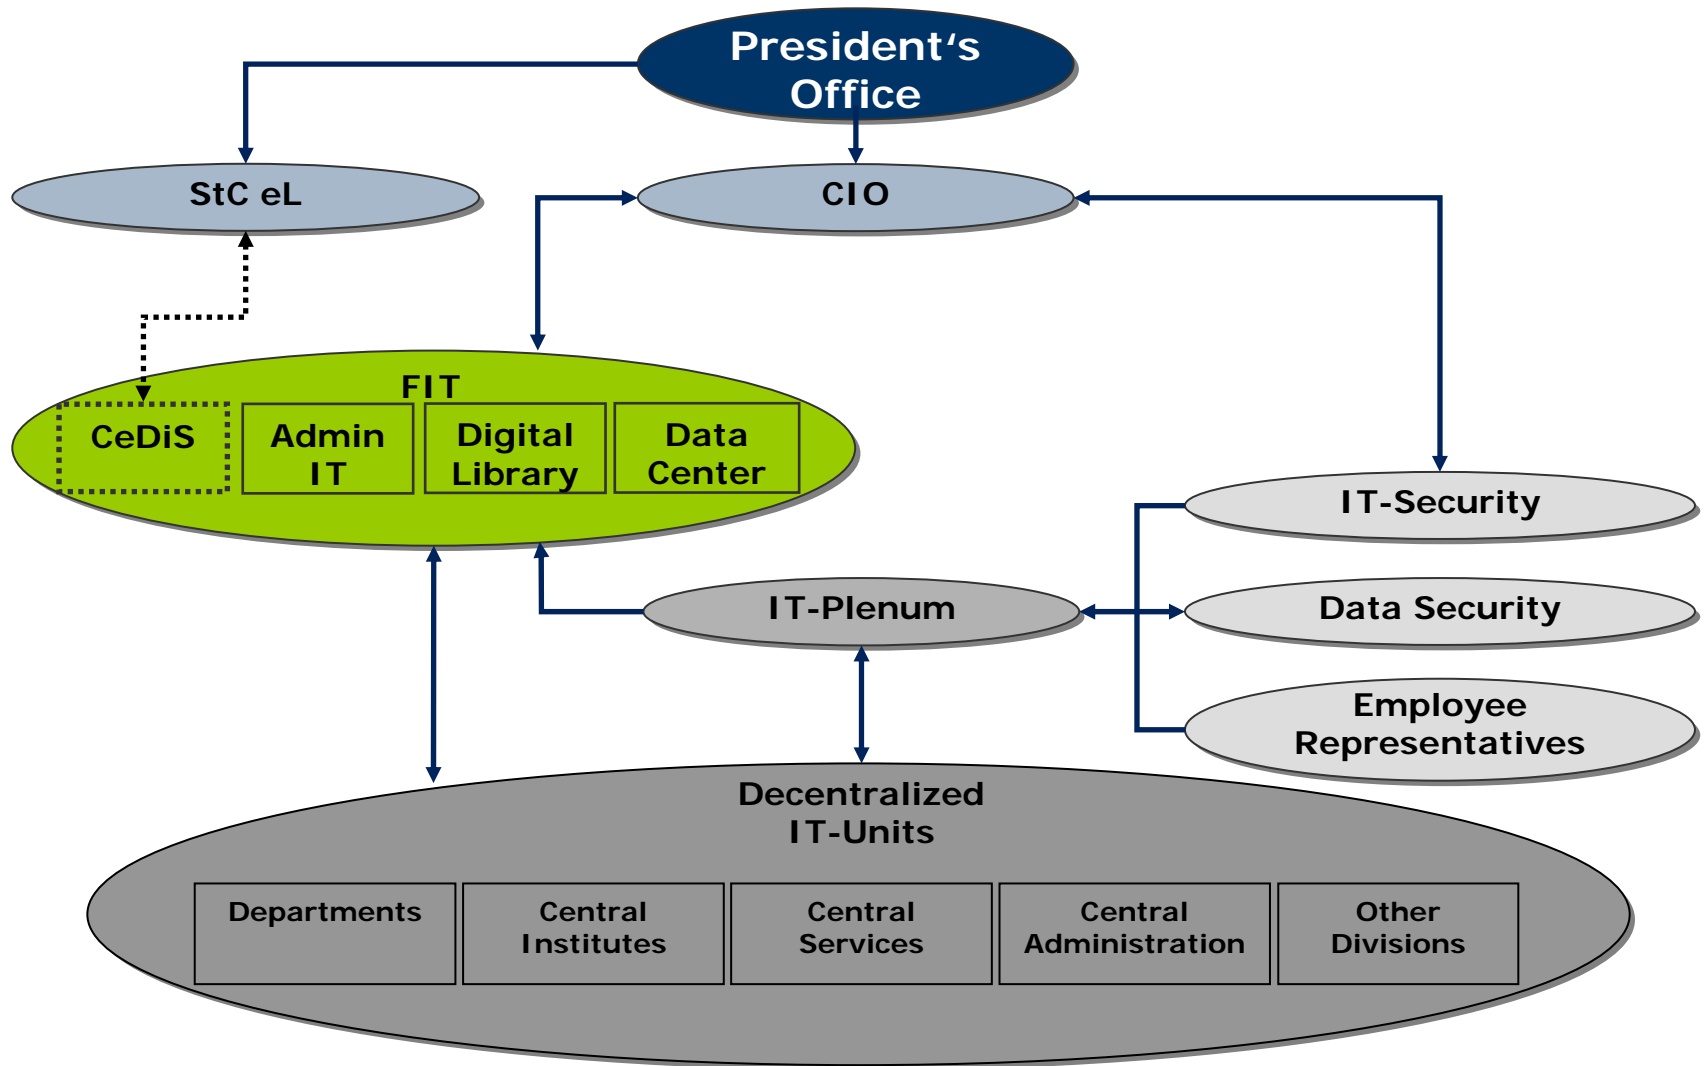 President‘s
Office
StC eL
CIO
FIT
CeDiS
Admin
IT
Digital
Library
Data
Center
IT-Security
IT-Plenum
Data Security
Employee
Representatives
Decentralized
IT-Units
Departments
Central
Institutes
Central
Services
Central
Administration
Other
Divisions